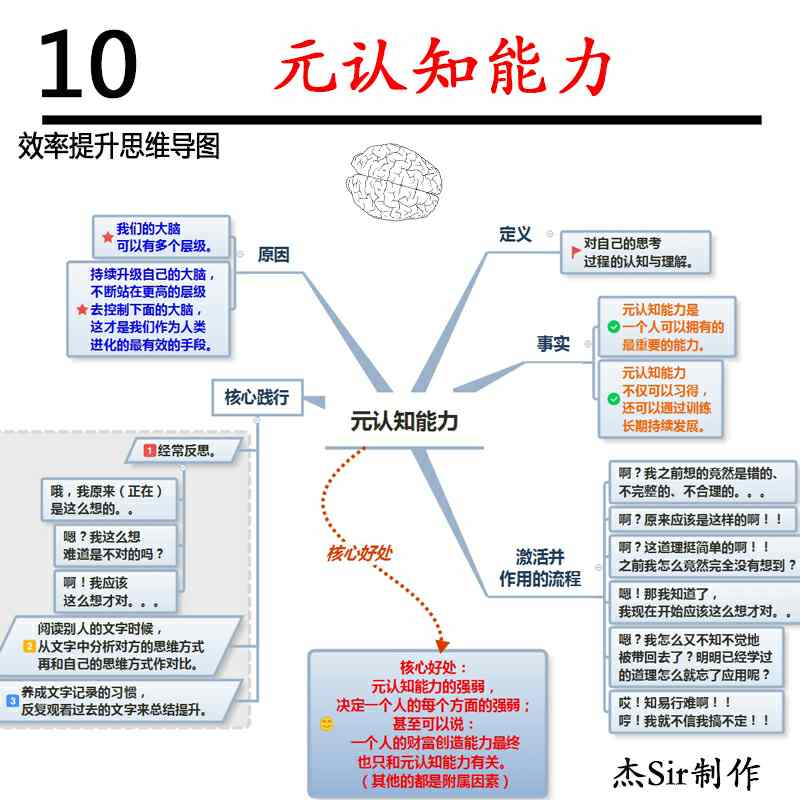 10
元认知能力
效率提升思维导图
我们的大脑
可以有多个层级。
原因
持续升级自己的大脑，
不断站在更高的层级
去控制下面的大脑，
这才是我们作为人类
进化的最有效的手段。
定义
对自己的思考
过程的认知与理解。
事实
元认知能力是
一个人可以拥有的
最重要的能力。
元认知能力
不仅可以习得，
还可以通过训练
长期持续发展。
元认知能力
核心践行
1 经常反思。
哦，我原来（正在）
是这么想的。。
嗯？我这么想
难道是不对的吗？
啊！我应该
这么想才对。。。
2 阅读别人的文字时候，
从文字中分析对方的思维方式
再和自己的思维方式作对比。
3 养成文字记录的习惯，
反复观看过去的文字来总结提升。
核心好处
核心好处：
元认知能力的强弱，
决定一个人的每个方面的强弱；
甚至可以说：
一个人的财富创造能力最终
也只和元认知能力有关。
（其他的都是附属因素）
激活并
作用的流程
啊？我之前想的竟然是错的、
不完整的、不合理的。。。
啊？原来应该是这样的啊！！
啊？这道理挺简单的啊！！
之前我怎么竟然完全没有想到？
嗯！那我知道了，
我现在开始应该这么想才对。。
嗯？我怎么又不知不觉地
被带回去了？明明已经学过
的道理怎么就忘了应用呢？
哎！知易行难啊！！
哼！我就不信我搞不定！！
杰Sir制作